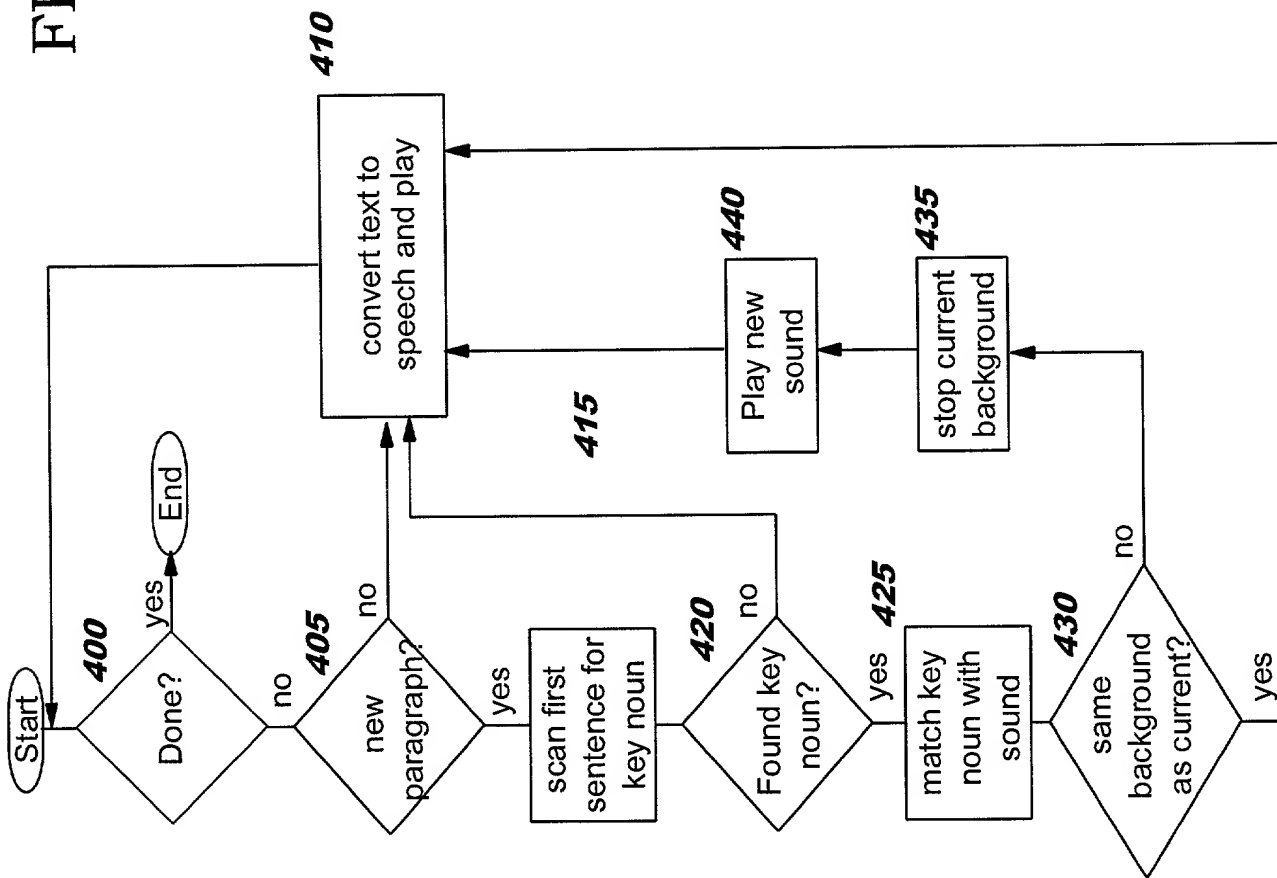 FI
Start
400
Done?
yes
End
no
405
new
paragraph?
no
410
convert text to
speech and play
yes
415
scan first
sentence for
key noun
420
Found key
noun?
no
yes
425
match key
noun with
sound
430
same
background
as current?
no
435
stop current
background
440
Play new
sound
yes